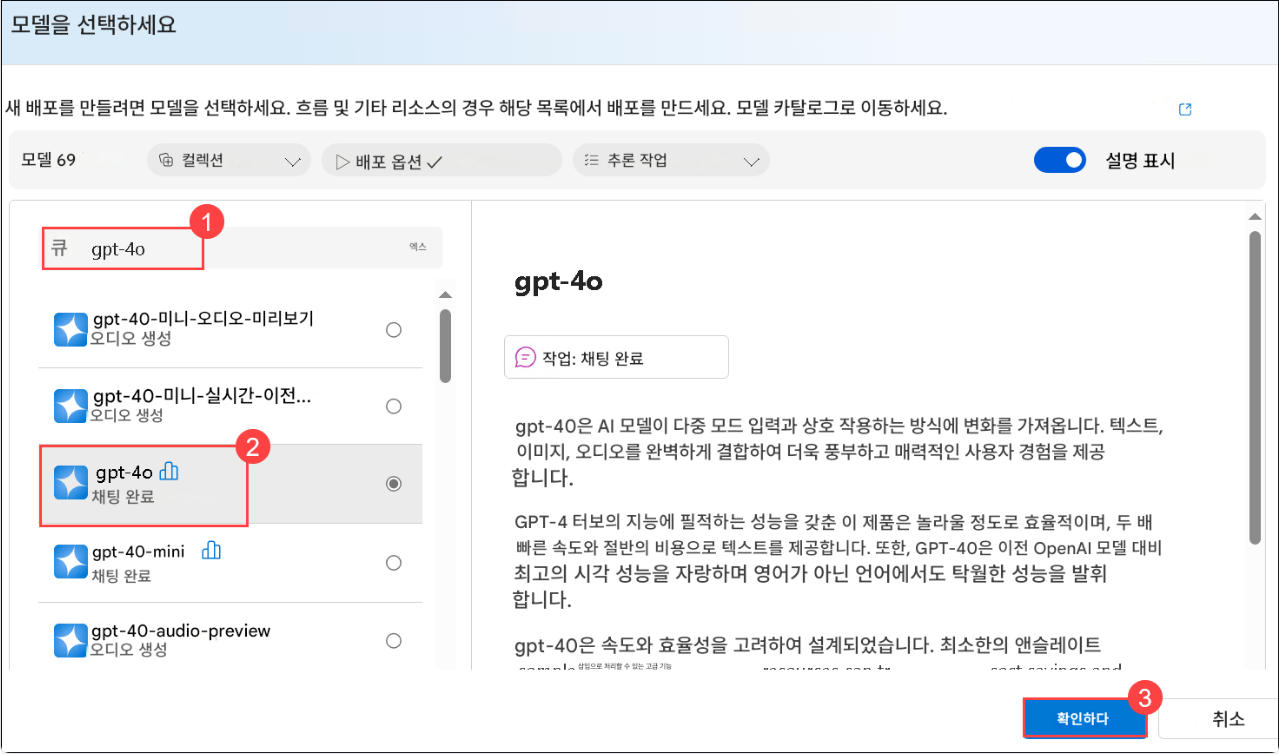 모델을 선택하세요
새 배포를 만들려면 모델을 선택하세요. 흐름 및 기타 리소스의 경우 해당 목록에서 배포를 만드세요. 모델 카탈로그로 이동하세요.
모델 69 컬렉션 배포 옵션 추론 작업 설명 표시
1
큐 gpt-4o 엑스
gpt-40-미니-오디오-미리보기
오디오 생성
gpt-40-미니-실시간-이전...
오디오 생성
2
gpt-4o
채팅 완료
gpt-40-mini
채팅 완료
gpt-40-audio-preview
오디오 생성
gpt-4o
작업: 채팅 완료
gpt-40은 AI 모델이 다중 모드 입력과 상호 작용하는 방식에 변화를 가져옵니다. 텍스트,
이미지, 오디오를 완벽하게 결합하여 더욱 풍부하고 매력적인 사용자 경험을 제공
합니다.
GPT-4 터보의 지능에 필적하는 성능을 갖춘 이 제품은 놀라울 정도로 효율적이며, 두 배
빠른 속도와 절반의 비용으로 텍스트를 제공합니다. 또한, GPT-40은 이전 OpenAI 모델 대비
최고의 시각 성능을 자랑하며 영어가 아닌 언어에서도 탁월한 성능을 발휘
합니다.
gpt-40은 속도와 효율성을 고려하여 설계되었습니다. 최소한의 앤슬레이트
삽입으로 처리할 수 있는 고급 기능
3
확인하다 취소